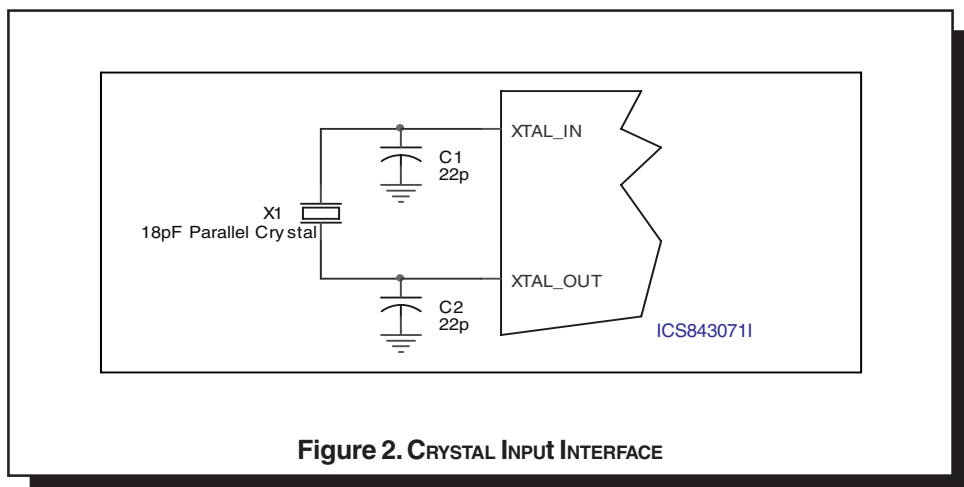 XTAL_IN
C1
22p
X1
18pF Parallel Crystal
XTAL_OUT
C2
22p
ICS843071I
Figure 2. CRYSTAL INPUt INTERFACE